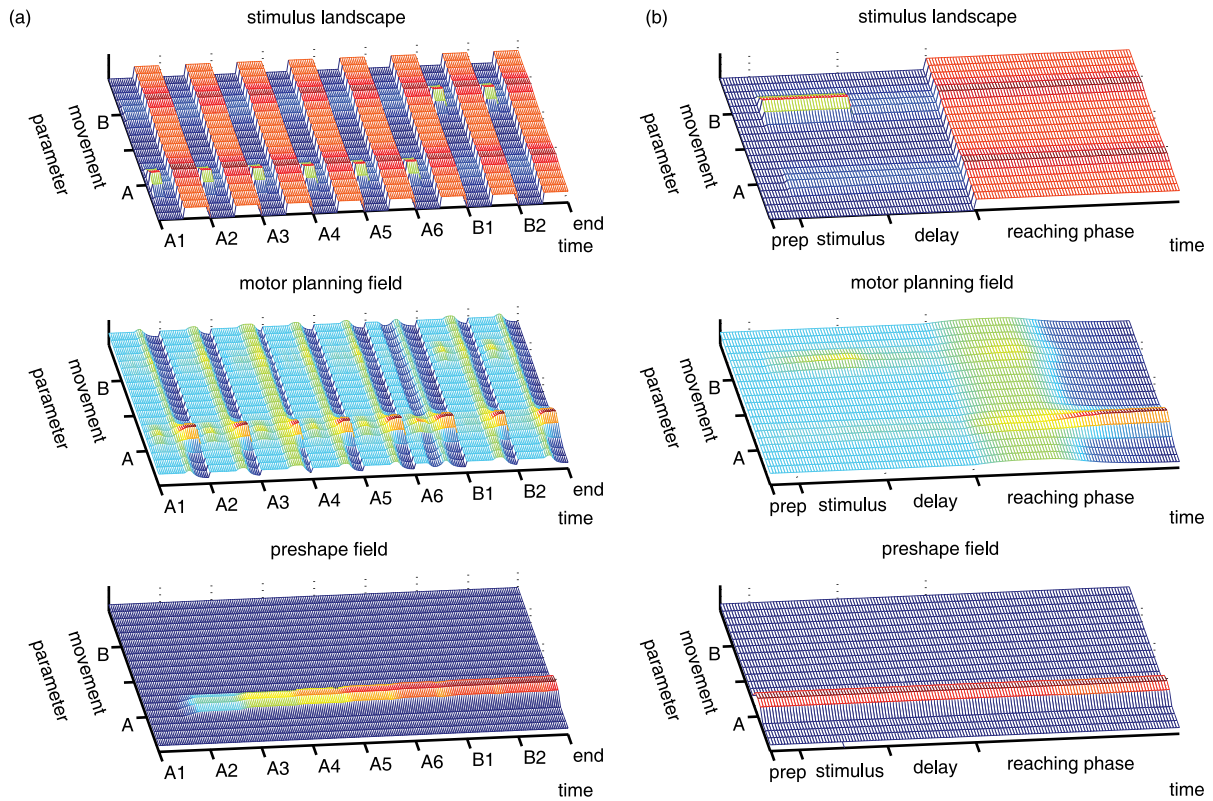 (a)
stimulus landscape
B
A
movement
parameter
A1 A2 A3 A4 A5 A6 B1 B2 end
time
motor planning field
B
A
movement
parameter
A1 A2 A3 A4 A5 A6 B1 B2 end
time
preshape field
B
A
movement
parameter
A1 A2 A3 A4 A5 A6 B1 B2 end
time
(b)
stimulus landscape
B
A
movement
parameter
prep stimulus delay reaching phase
time
motor planning field
B
A
movement
parameter
prep stimulus delay reaching phase
time
preshape field
B
A
movement
parameter
prep stimulus delay reaching phase
time